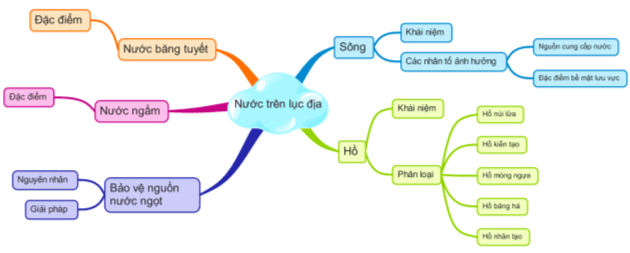 Đặc điểm
Nước băng tuyết
Đặc điểm
Nước ngầm
Nguyên nhân
Giải pháp
Bảo vệ nguồn
nước ngọt
Nước trên lục địa
Sông
Khái niệm
Các nhân tố ảnh hưởng
Nguồn cung cấp nước
Đặc điểm bề mặt lưu vực
Hồ
Khái niệm
Phân loại
Hồ núi lửa
Hồ kiến tạo
Hồ móng ngựa
Hồ băng hà
Hồ nhân tạo